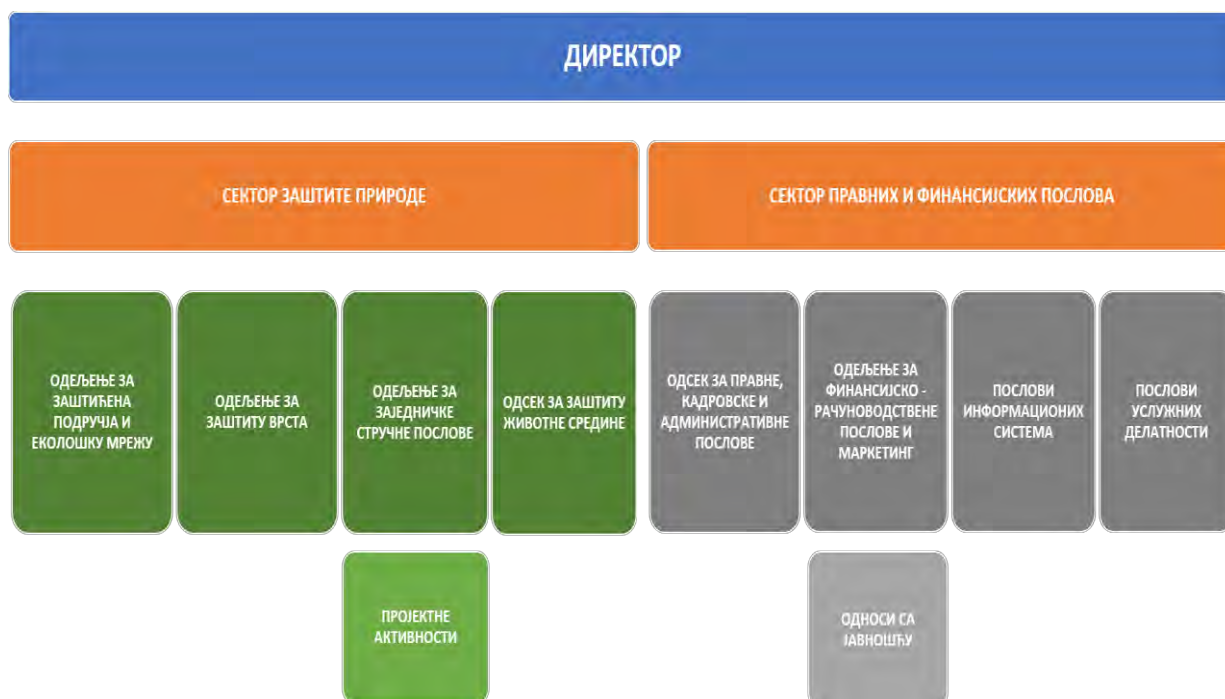 ДИРЕКТОР
СЕКТОР ЗАШТИТЕ ПРИРОДЕ
СЕКТОР ПРАВНИХ И ФИНАНСИЈСКИХ ПОСЛОВА
ОДЕЉЕЊЕ ЗА
ЗАШТИЋЕНА
ПОДРУЧЈА И
ЕКОЛОШКУ МРЕЖУ
ОДЕЉЕЊЕ ЗА
ЗАШТИТУ ВРСТА
ОДЕЉЕЊЕ ЗА
ЗАЈЕДНИЧКЕ
СТРУЧНЕ ПОСЛОВЕ
ОДСЕК ЗА ЗАШТИТУ
ЖИВОТНЕ СРЕДИНЕ
ОДСЕК ЗА ПРАВНЕ,
КАДРОВСКЕ И
АДМИНИСТРАТИВНЕ
ПОСЛОВЕ
ОДЕЉЕЊЕ ЗА
ФИНАНСИЈСКО -
РАЧУНОВОДСТВЕНЕ
ПОСЛОВЕ И
МАРКЕТИНГ
ПОСЛОВИ
ИНФОРМАЦИОНИХ
СИСТЕМА
ПОСЛОВИ
УСЛУЖНИХ
ДЕЛАТНОСТИ
ПРОЈЕКТНЕ
АКТИВНОСТИ
ОДНОСИ СА
ЈАВНОШЋУ